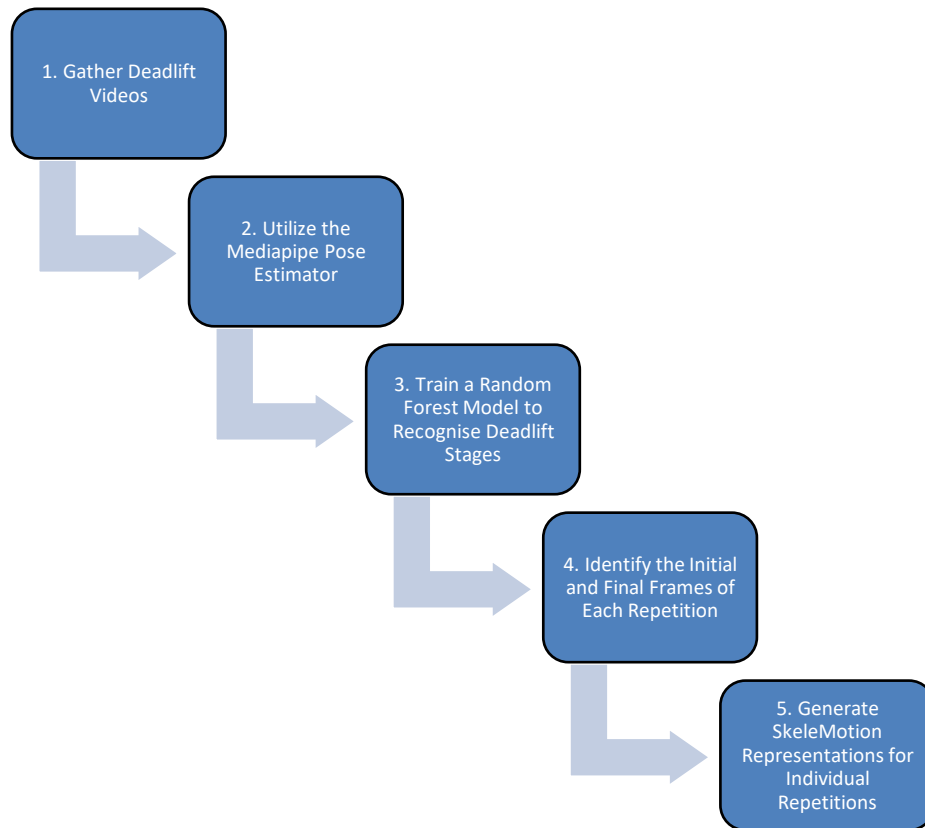 1. Gather Deadlift
Videos
2. Utilize the
Mediapipe Pose
Estimator
3. Train a Random
Forest Model to
Recognise Deadlift
Stages
4. Identify the Initial
and Final Frames of
Each Repetition
5. Generate
SkeleMotion
Representations for
Individual
Repetitions